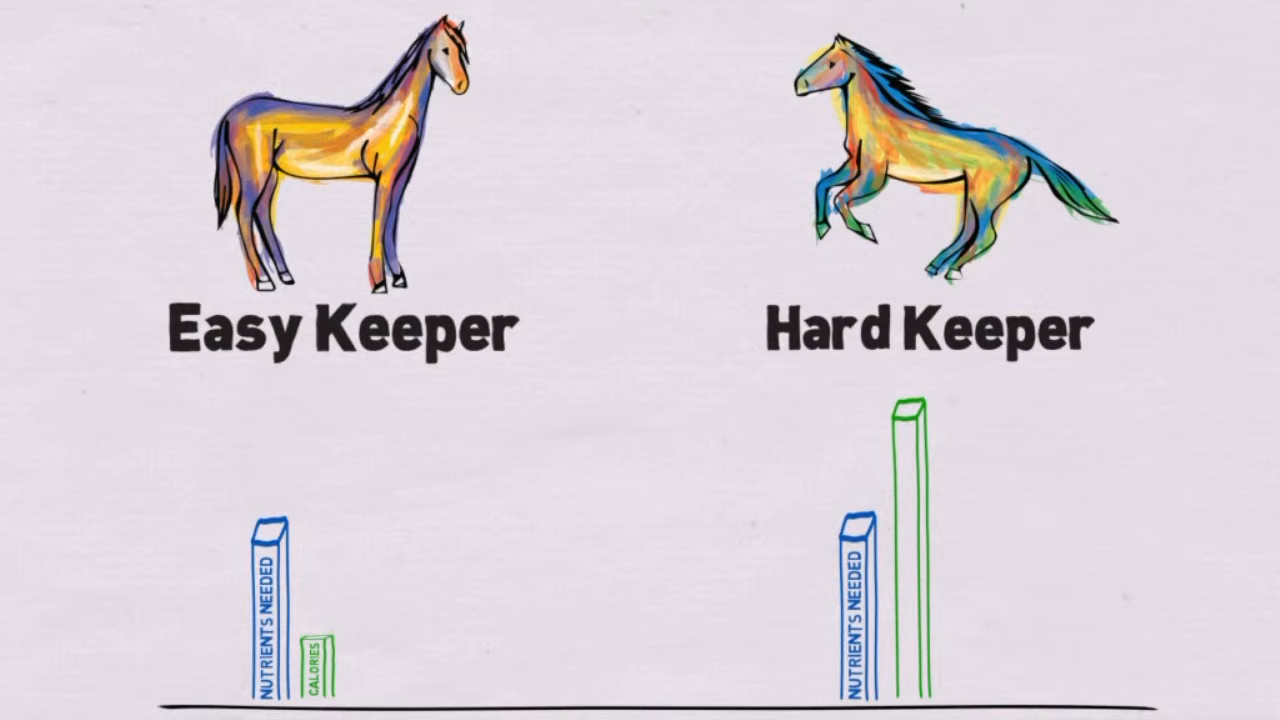 Easy Keeper
Hard Keeper
NUTRIENTS NEEDED
CALORIES
NUTRIENTS NEEDED